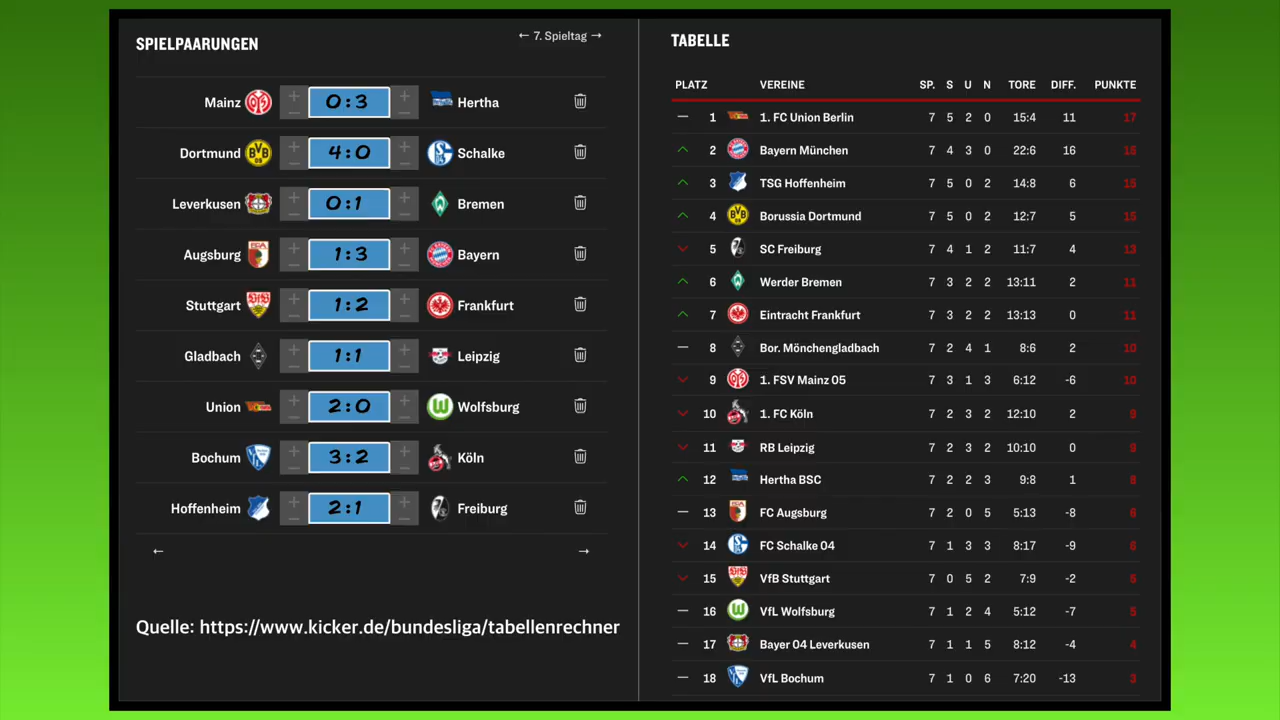 SPIELPAARUNGEN
← 7. Spieltag →
Mainz 0:3 Hertha
Dortmund 4:0 Schalke
Leverkusen 0:1 Bremen
Augsburg 1:3 Bayern
Stuttgart 1:2 Frankfurt
Gladbach 1:1 Leipzig
Union 2:0 Wolfsburg
Bochum 3:2 Köln
Hoffenheim 2:1 Freiburg
← →
Quelle: https://www.kicker.de/bundesliga/tabellenrechner
TABELLE
PLATZ VEREINE SP. S U N TORE DIFF. PUNKTE
1 1. FC Union Berlin 7 5 2 0 15:4 11 17
2 Bayern München 7 4 3 0 22:6 16 15
3 TSG Hoffenheim 7 5 0 2 14:8 6 15
4 Borussia Dortmund 7 5 0 2 12:7 5 15
5 SC Freiburg 7 4 1 2 11:7 4 13
6 Werder Bremen 7 3 2 2 13:11 2 11
7 Eintracht Frankfurt 7 3 2 2 13:13 0 11
8 Bor. Mönchengladbach 7 2 4 1 8:6 2 10
9 1. FSV Mainz 05 7 3 1 3 6:12 -6 10
10 1. FC Köln 7 2 3 2 12:10 2 9
11 RB Leipzig 7 2 3 2 10:10 0 9
12 Hertha BSC 7 2 2 3 9:8 1 8
13 FC Augsburg 7 2 0 5 5:13 -8 6
14 FC Schalke 04 7 1 3 3 8:17 -9 6
15 VfB Stuttgart 7 0 5 2 7:9 -2 5
16 VfL Wolfsburg 7 1 2 4 5:12 -7 5
17 Bayer 04 Leverkusen 7 1 1 5 8:12 -4 4
18 VfL Bochum 7 1 0 6 7:20 -13 3